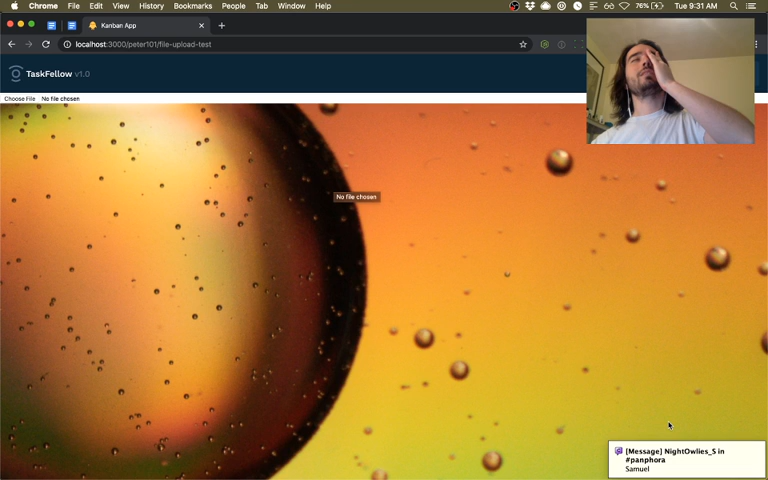 Chrome File Edit View History Bookmarks People Tab Window Help 76% Tue 9:31 AM
Kanban App
localhost:3000/peter101/file-upload-test
TaskFellow v1.0
Choose File No file chosen
No file chosen
[Message] NightOwlies_S in
#panphora
Samuel